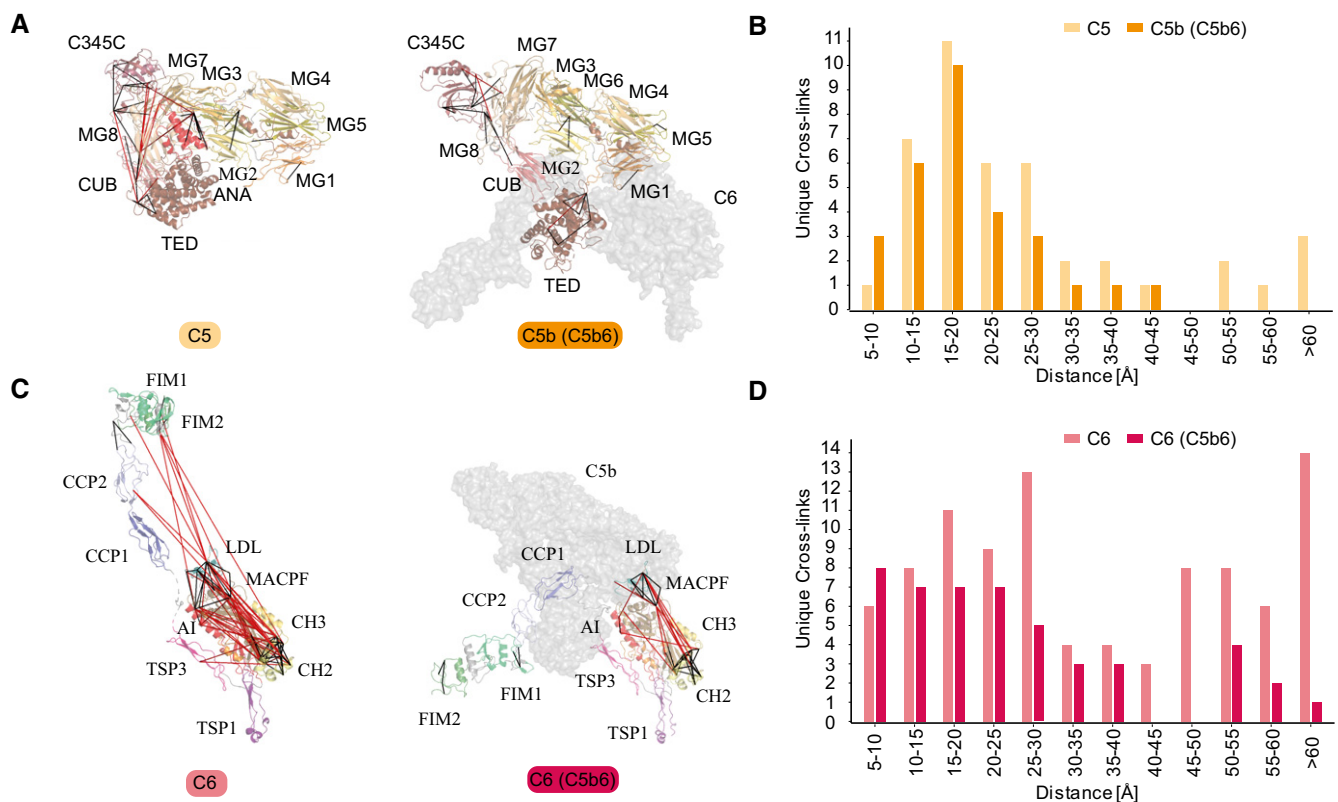 A
C345C
MG7
MG3
MG4
MG5
MG8
MG2
MG1
CUB
ANA
TED
C5
MG7
C345C
MG3
MG6
MG4
MG5
MG8
MG2
CUB
MG1
C6
TED
C5b (C5b6)
B
C5
C5b (C5b6)
Unique Cross-links
11
10
9
8
7
6
5
4
3
2
1
0
5-10
10-15
15-20
20-25
25-30
30-35
35-40
40-45
45-50
50-55
55-60
>60
Distance [Å]
C
FIM1
FIM2
CCP2
CCP1
LDL
MACPF
AI
CH3
TSP3
CH2
TSP1
C6
C5b
CCP1
LDL
CCP2
MACPF
AI
CH3
TSP3
FIM1
CH2
FIM2
TSP1
C6 (C5b6)
D
C6
C6 (C5b6)
Unique Cross-links
14
13
12
11
10
9
8
7
6
5
4
3
2
1
0
5-10
10-15
15-20
20-25
25-30
30-35
35-40
40-45
45-50
50-55
55-60
>60
Distance [Å]